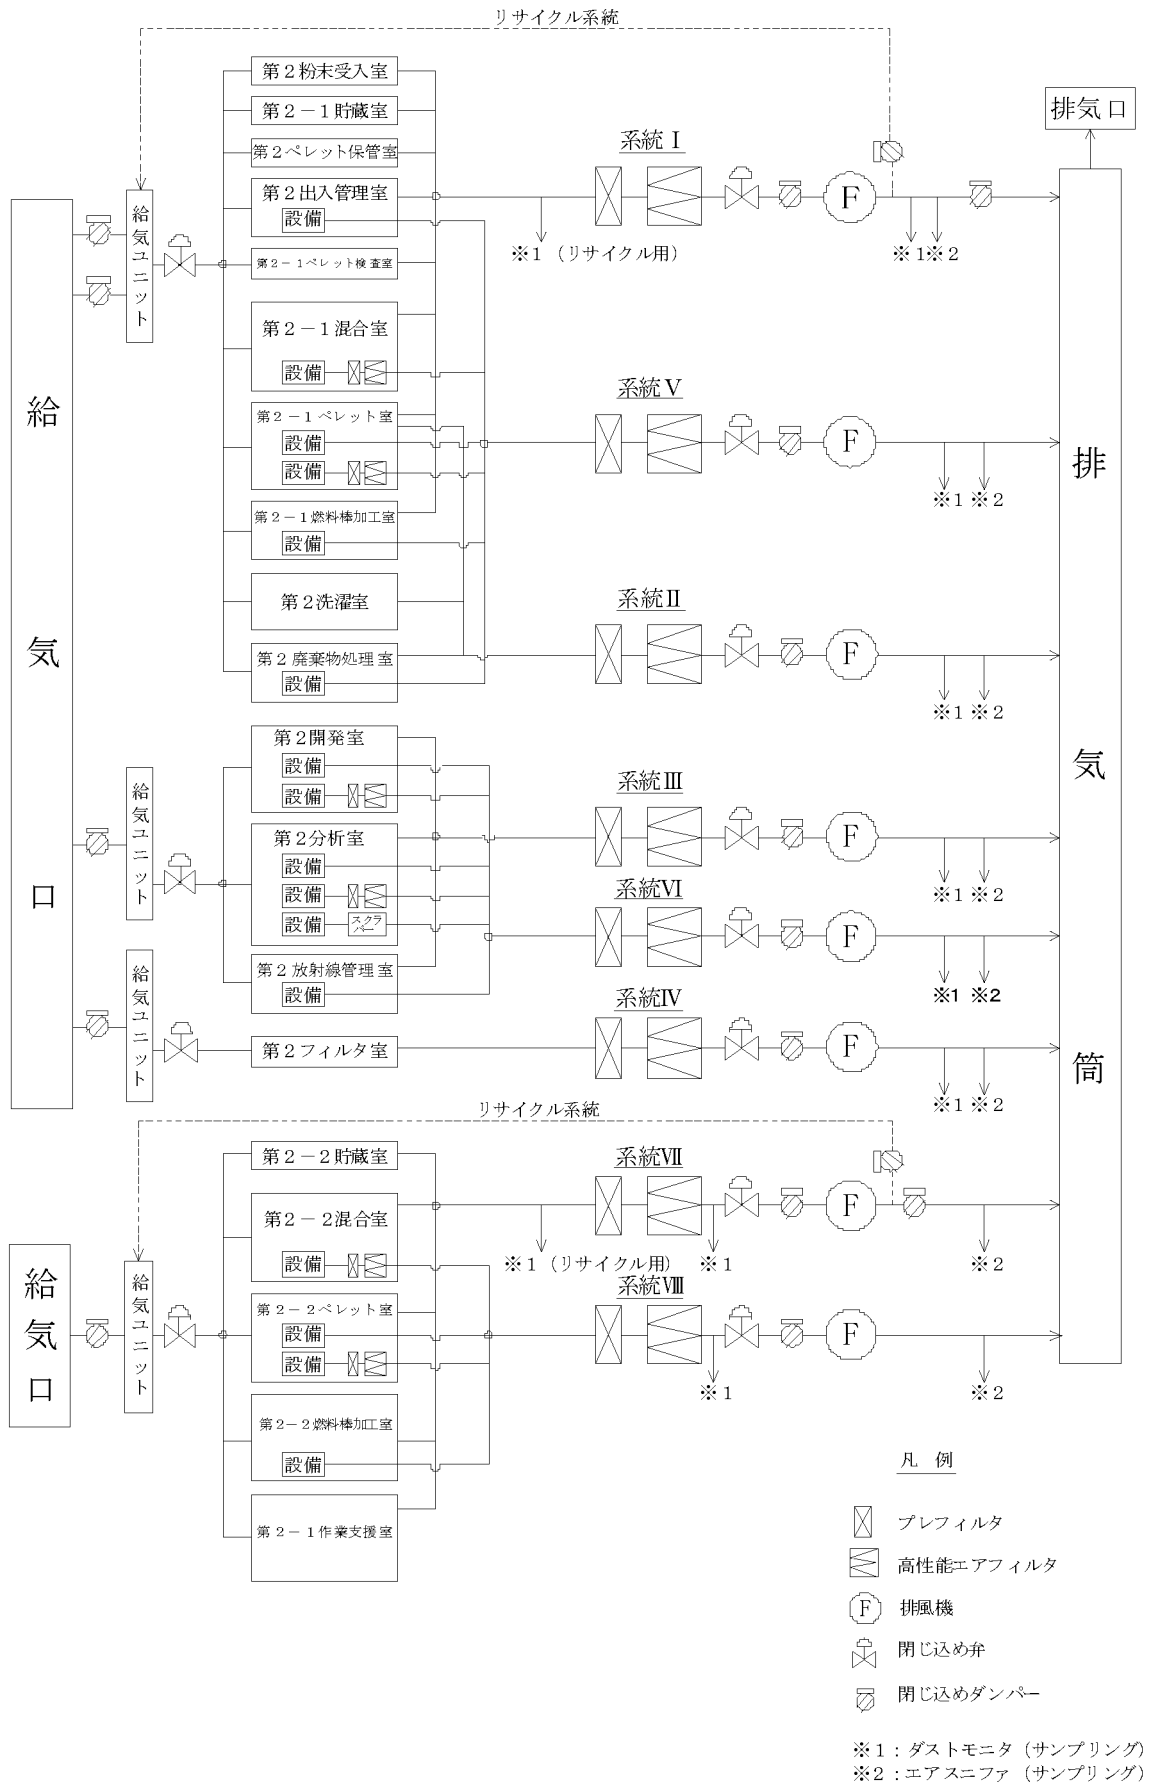 リサイクル系統
第２粉末受入室
第２－１貯蔵室
第２ペレット保管室
第２出入管理室
設備
第２－１ペレット検査室
第２－１混合室
設備
第２－１ペレット室
設備
設備
第２－１燃料棒加工室
設備
第２洗濯室
第２廃棄物処理室
設備
給気口
給気ユニット
系統Ⅰ
F
※１（リサイクル用）
※１※２
排気口
排気筒
系統Ⅴ
F
※１ ※２
系統Ⅱ
F
※１ ※２
給気ユニット
第２開発室
設備
設備
第２分析室
設備
設備
設備
スクラバー
第２放射線管理室
設備
系統Ⅲ
F
※１ ※２
系統Ⅵ
F
※1 ※2
給気ユニット
第２フィルタ室
系統Ⅳ
F
※１ ※２
リサイクル系統
給気口
給気ユニット
第２－２貯蔵室
第２－２混合室
設備
第２－２ペレット室
設備
設備
第２－２燃料棒加工室
設備
第２－１作業支援室
系統Ⅶ
F
※１（リサイクル用） ※１
※２
系統Ⅷ
F
※１
※２
凡 例
プレフィルタ
高性能エアフィルタ
F 排風機
閉じ込め弁
閉じ込めダンパー
※１：ダストモニタ（サンプリング）
※２：エアスニファ（サンプリング）